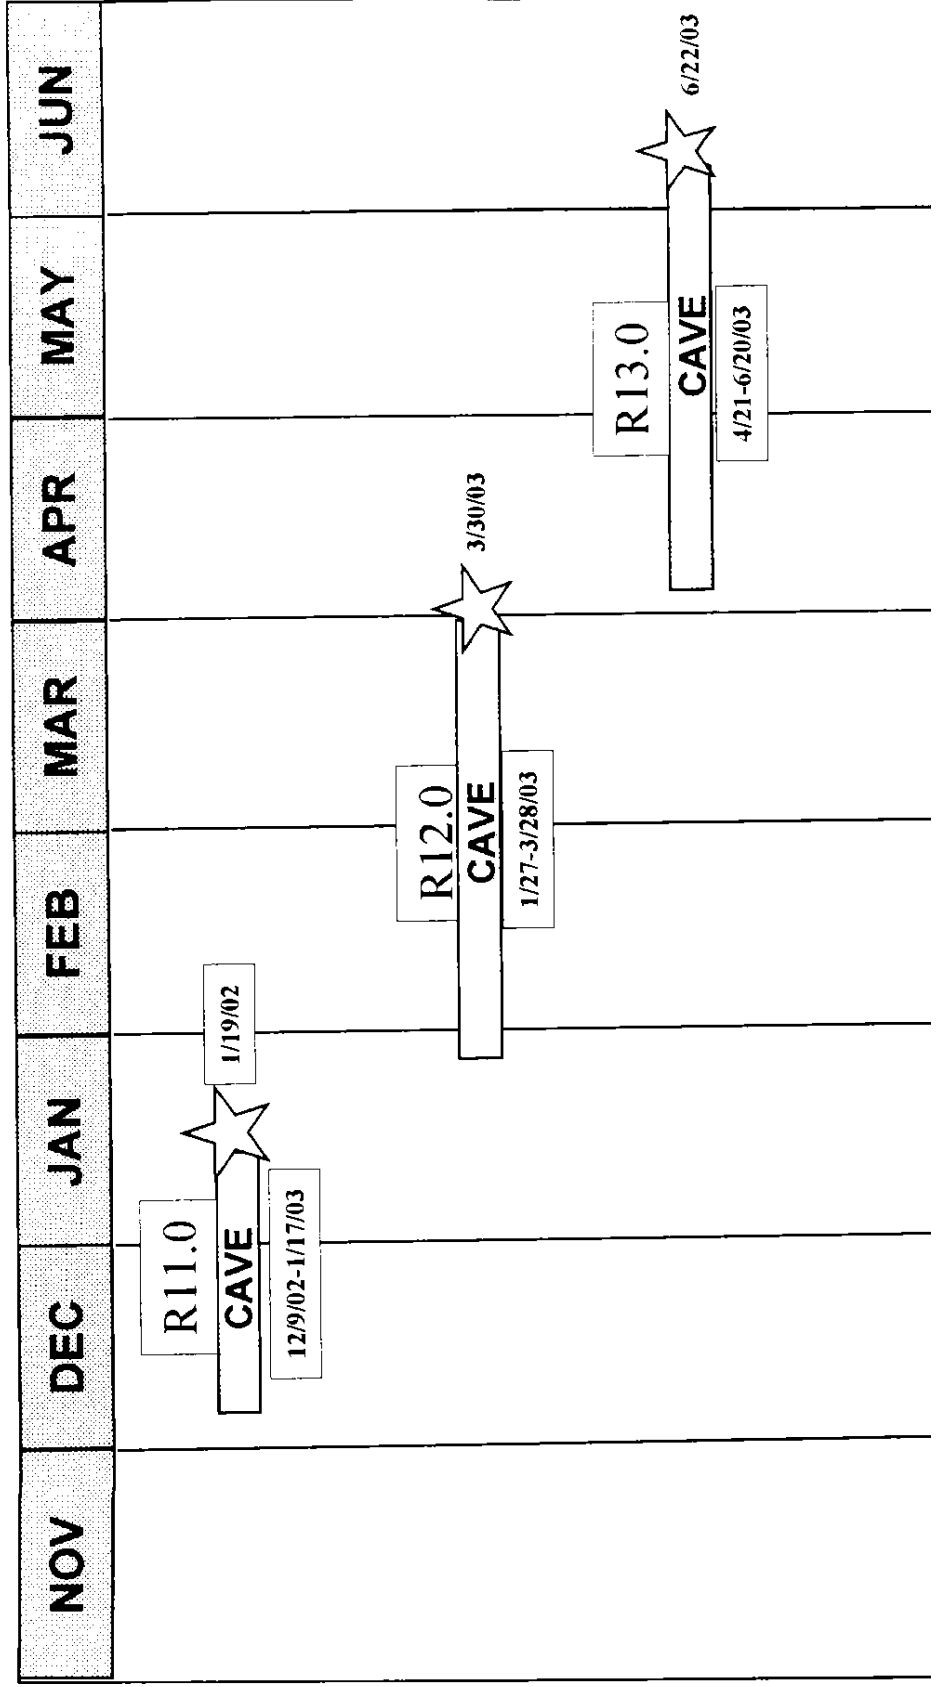 NOV DEC JAN FEB MAR APR MAY JUN
R11.0
CAVE
1/19/02
12/9/02-1/17/03
R12.0
CAVE
3/30/03
1/27-3/28/03
R13.0
CAVE
6/22/03
4/21-6/20/03